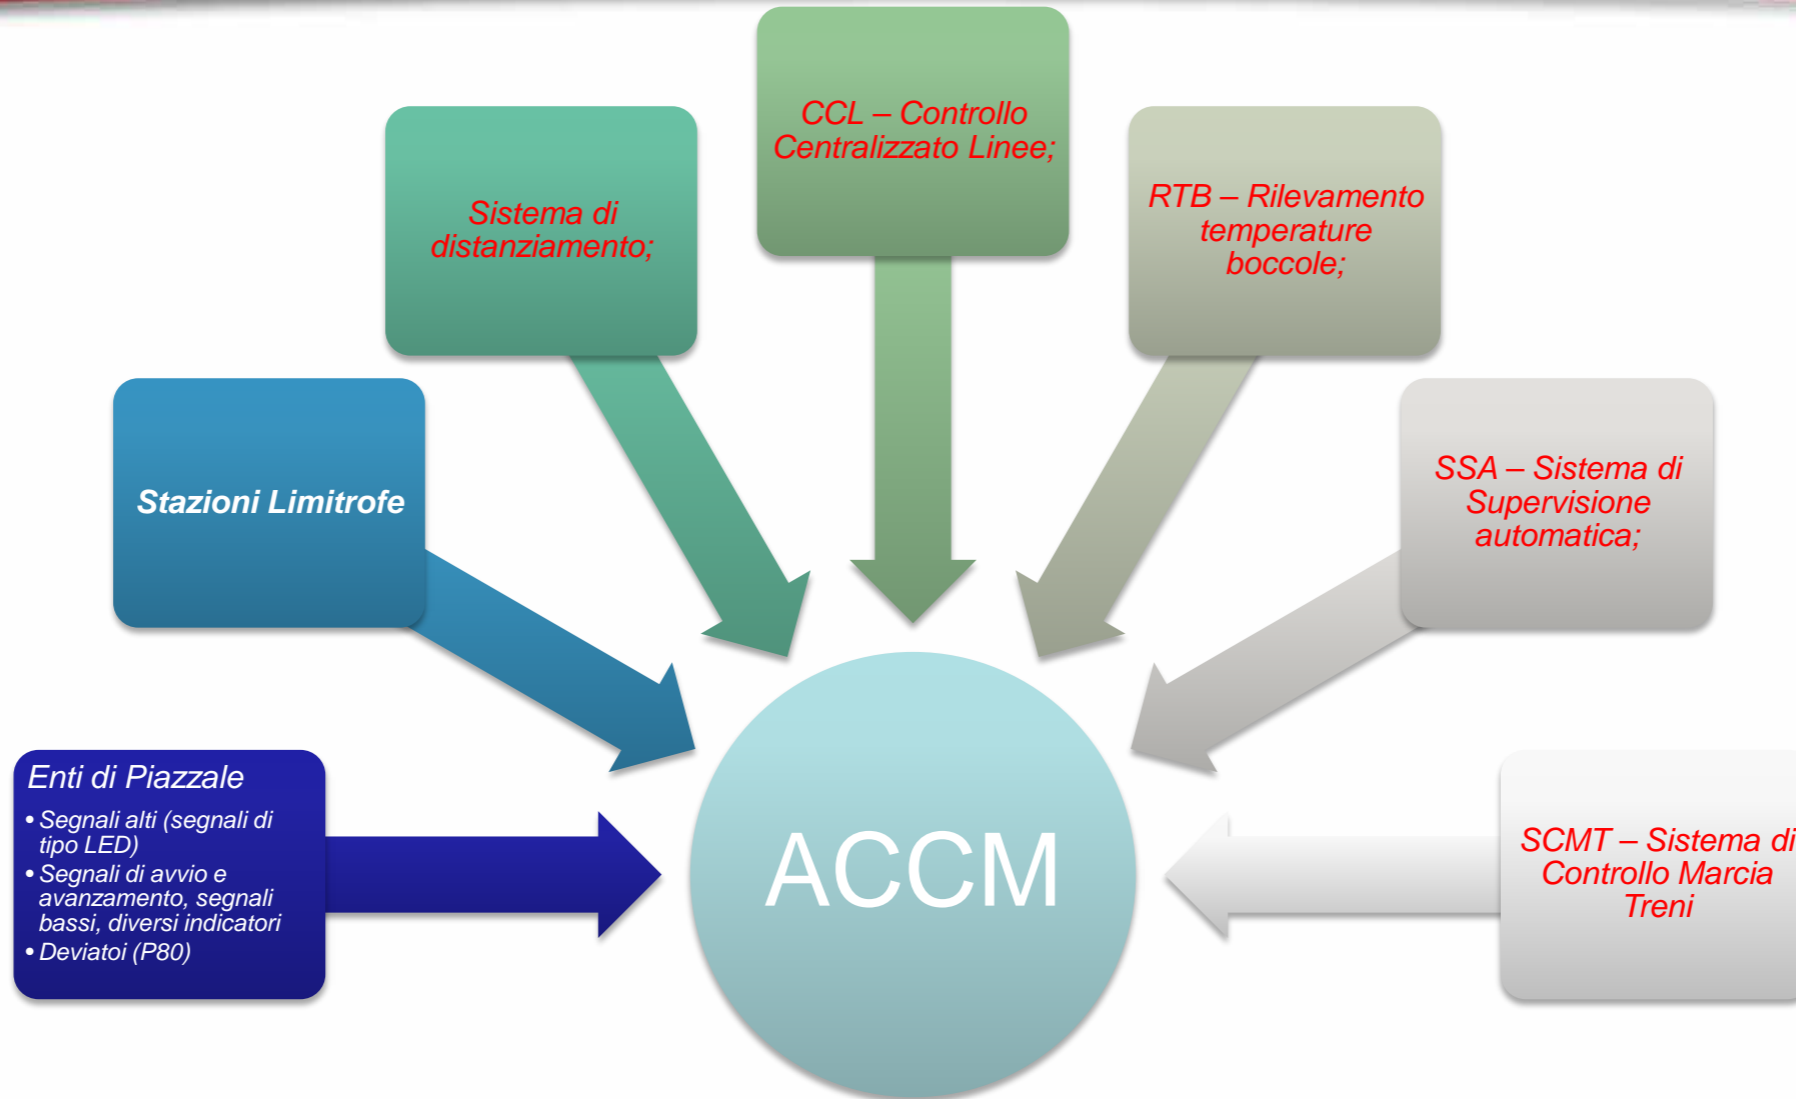 CCL – Controllo
Centralizzato Linee;
Sistema di
distanziamento;
RTB – Rilevamento
temperature
boccole;
Stazioni Limitrofe
SSA – Sistema di
Supervisione
automatica;
Enti di Piazzale
• Segnali alti (segnali di
tipo LED)
• Segnali di avvio e
avanzamento, segnali
bassi, diversi indicatori
• Deviatoi (P80)
ACCM
SCMT – Sistema di
Controllo Marcia
Treni